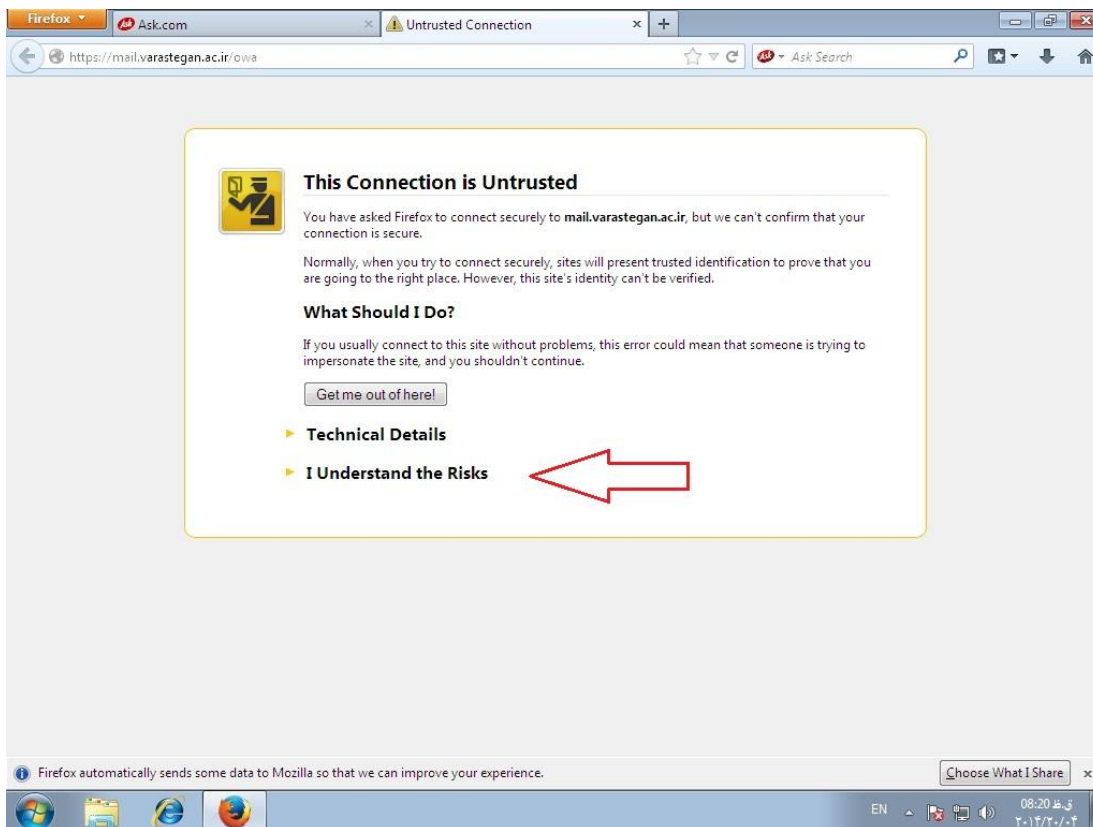 Firefox
Ask.com
Untrusted Connection
https://mail.varastegan.ac.ir/owa
Ask Search
This Connection is Untrusted
You have asked Firefox to connect securely to mail.varastegan.ac.ir, but we can't confirm that your
connection is secure.
Normally, when you try to connect securely, sites will present trusted identification to prove that you
are going to the right place. However, this site's identity can't be verified.
What Should I Do?
If you usually connect to this site without problems, this error could mean that someone is trying to
impersonate the site, and you shouldn't continue.
Get me out of here!
Technical Details
I Understand the Risks
Firefox automatically sends some data to Mozilla so that we can improve your experience.
Choose What I Share
EN
08:20 ق.ظ
۲۰۱۴/۲۰/۰۴